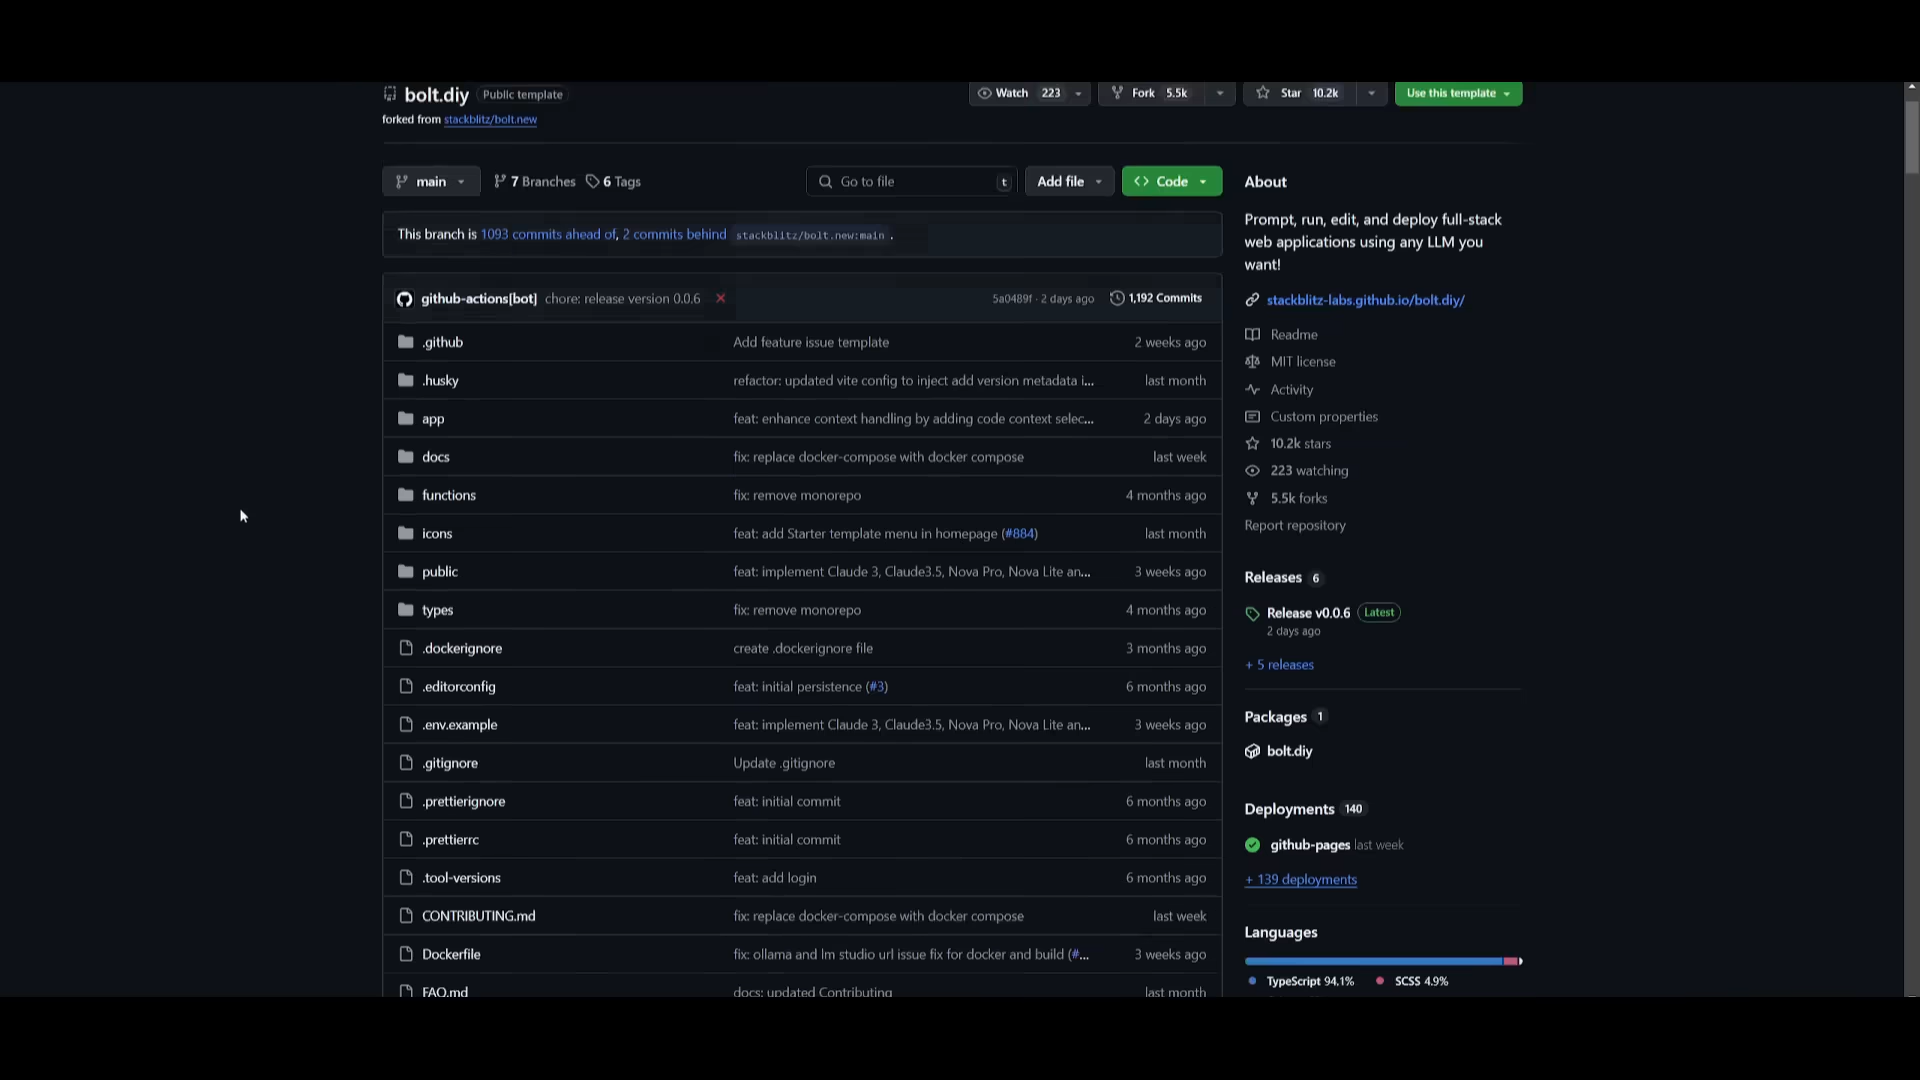 bolt.diy Public template
Watch 223
Fork 5.5k
Star 10.2k
Use this template
forked from stackblitz/bolt.new
main
7 Branches
6 Tags
Go to file
t
Add file
Code
This branch is 1093 commits ahead of, 2 commits behind stackblitz/bolt.new:main .
github-actions[bot] chore: release version 0.0.6 5a0489f · 2 days ago 1,192 Commits
.github Add feature issue template 2 weeks ago
.husky refactor: updated vite config to inject add version metadata i... last month
app feat: enhance context handling by adding code context selec... 2 days ago
docs fix: replace docker-compose with docker compose last week
functions fix: remove monorepo 4 months ago
icons feat: add Starter template menu in homepage (#884) last month
public feat: implement Claude 3, Claude3.5, Nova Pro, Nova Lite an... 3 weeks ago
types fix: remove monorepo 4 months ago
.dockerignore create .dockerignore file 3 months ago
.editorconfig feat: initial persistence (#3) 6 months ago
.env.example feat: implement Claude 3, Claude3.5, Nova Pro, Nova Lite an... 3 weeks ago
.gitignore Update .gitignore last month
.prettierignore feat: initial commit 6 months ago
.prettierrc feat: initial commit 6 months ago
.tool-versions feat: add login 6 months ago
CONTRIBUTING.md fix: replace docker-compose with docker compose last week
Dockerfile fix: ollama and lm studio url issue fix for docker and build (#... 3 weeks ago
FAQ.md docs: updated Contributing last month
About
Prompt, run, edit, and deploy full-stack
web applications using any LLM you
want!
stackblitz-labs.github.io/bolt.diy/
Readme
MIT license
Activity
Custom properties
10.2k stars
223 watching
5.5k forks
Report repository
Releases 6
Release v0.0.6 Latest
2 days ago
+ 5 releases
Packages 1
bolt.diy
Deployments 140
github-pages last week
+ 139 deployments
Languages
TypeScript 94.1% SCSS 4.9%